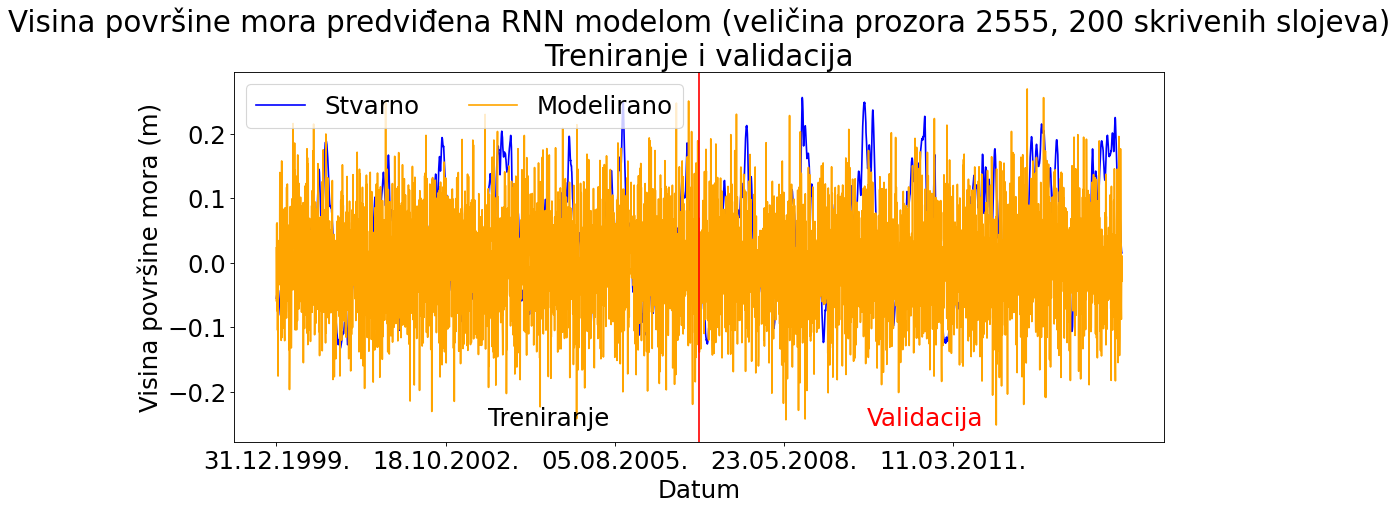 Visina površine mora predviđena RNN modelom (veličina prozora 2555, 200 skrivenih slojeva)
Treniranje i validacija
Stvarno
Modelirano
Visina površine mora (m)
0.2
0.1
0.0
−0.1
−0.2
Treniranje
Validacija
31.12.1999.
18.10.2002.
05.08.2005.
23.05.2008.
11.03.2011.
Datum